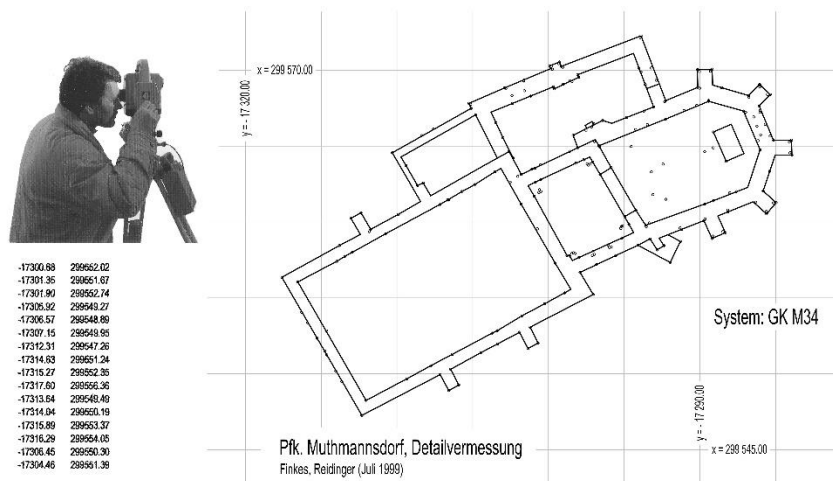 x = 299 570.00
y = - 17 320.00
-17300.68 299552.02
-17301.35 299551.67
-17301.90 299552.74
-17305.92 299549.27
-17306.57 299548.89
-17307.15 299549.95
-17312.31 299547.26
-17314.63 299551.24
-17315.27 299552.35
-17317.60 299556.36
-17313.64 299549.49
-17314.04 299550.19
-17315.89 299553.37
-17316.29 299554.05
-17306.45 299550.30
-17304.46 299551.39
System: GK M34
y = - 17 290.00
x = 299 545.00
Pfk. Muthmannsdorf, Detailvermessung
Finkes, Reidinger (Juli 1999)